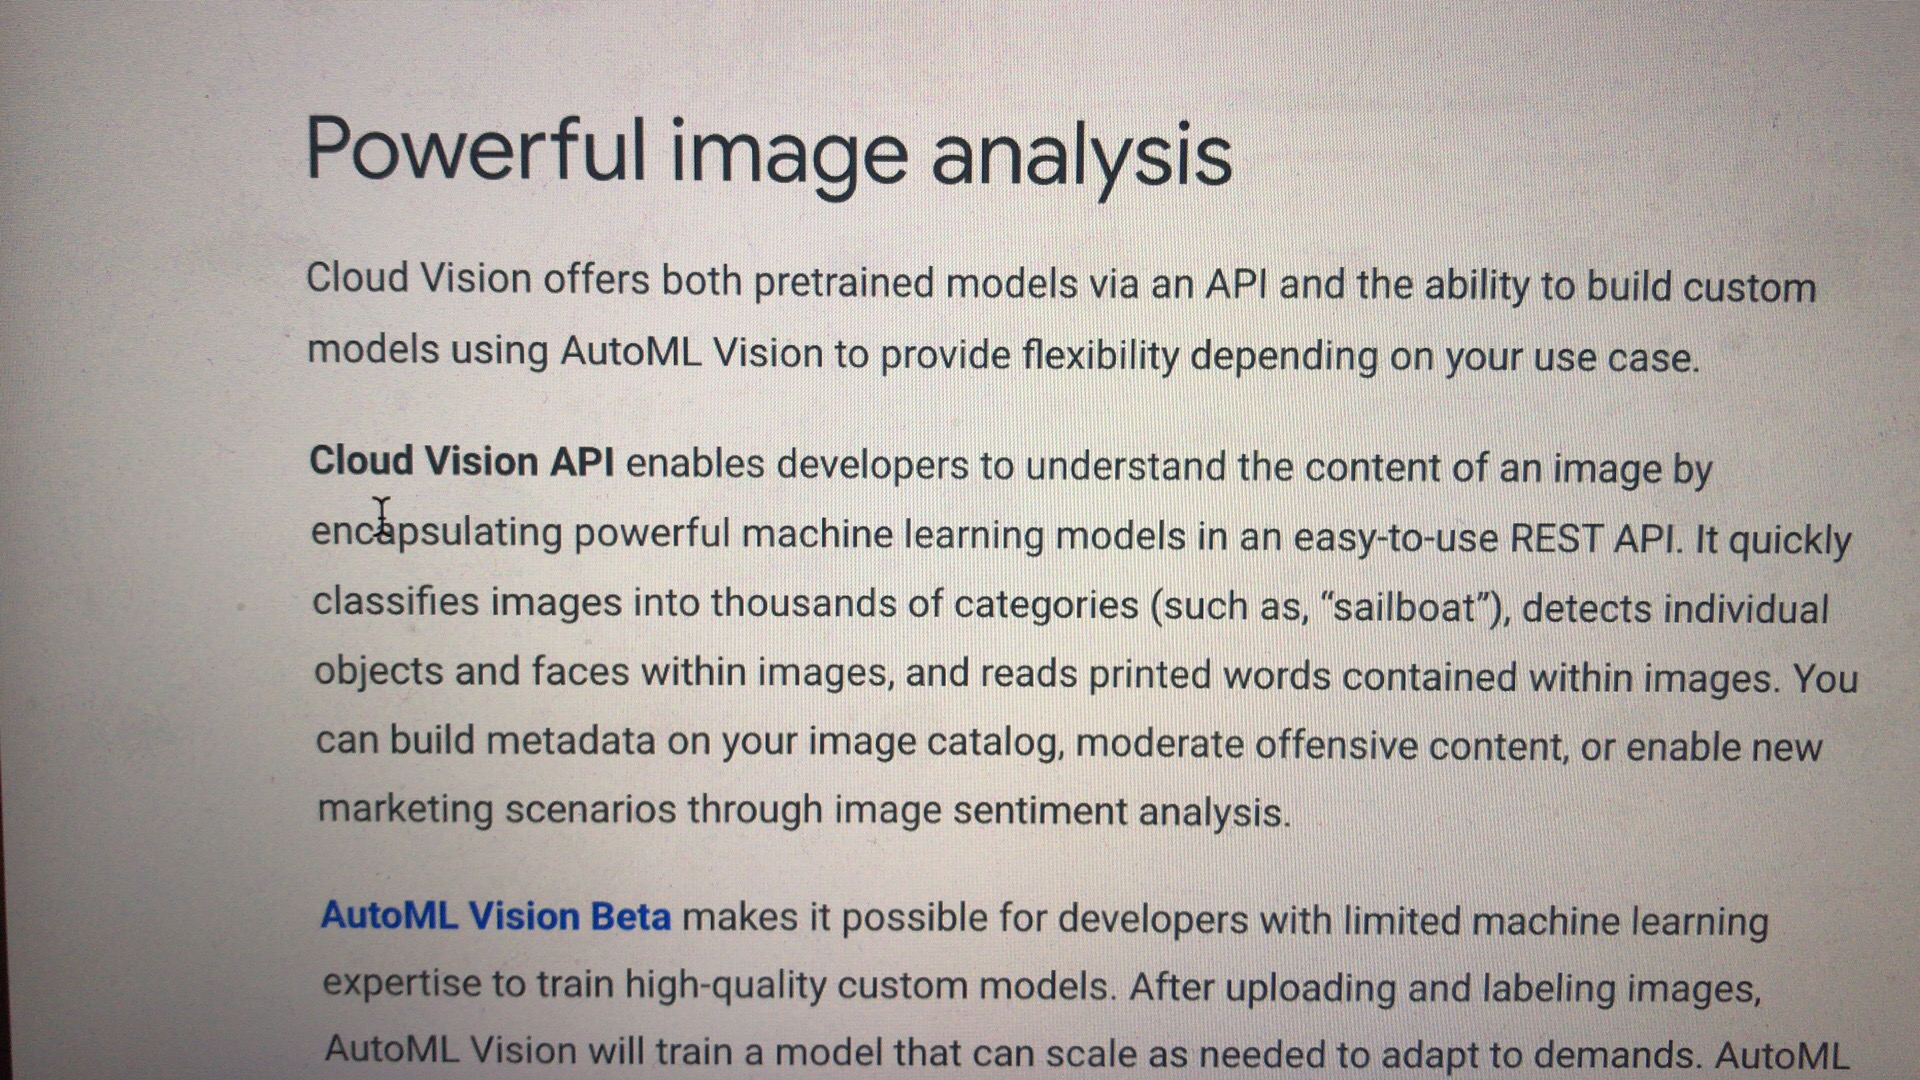 Powerful image analysis
Cloud Vision offers both pretrained models via an API and the ability to build custom
models using AutoML Vision to provide flexibility depending on your use case.
Cloud Vision API enables developers to understand the content of an image by
encapsulating powerful machine learning models in an easy-to-use REST API. It quickly
classifies images into thousands of categories (such as, “sailboat”), detects individual
objects and faces within images, and reads printed words contained within images. You
can build metadata on your image catalog, moderate offensive content, or enable new
marketing scenarios through image sentiment analysis.
AutoML Vision Beta makes it possible for developers with limited machine learning
expertise to train high-quality custom models. After uploading and labeling images,
AutoML Vision will train a model that can scale as needed to adapt to demands. AutoML